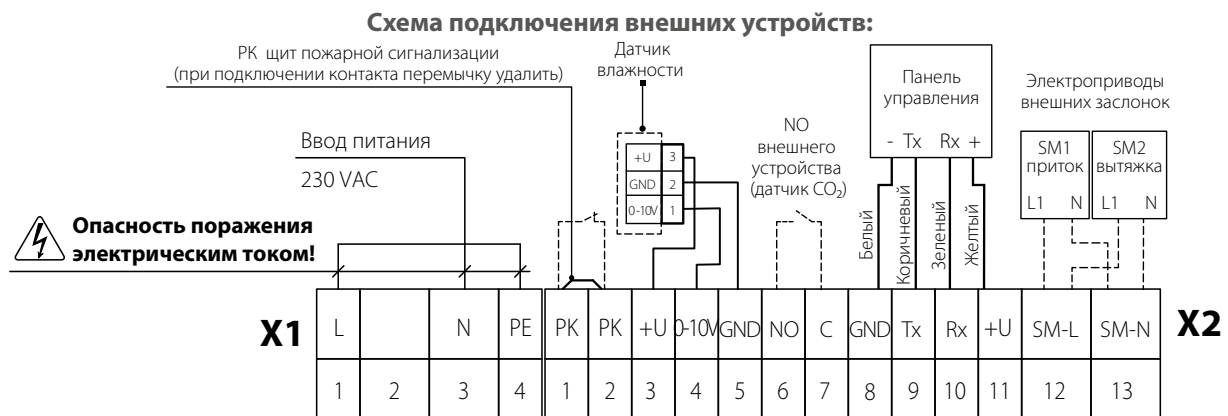 Схема подключения внешних устройств:
РК щит пожарной сигнализации
(при подключении контакта перемычку удалить)
Датчик
влажности
Ввод питания
230 VAC
Опасность поражения
электрическим током!
+U 3
GND 2
0-10V 1
NO
внешнего
устройства
(датчик CO₂)
Панель
управления
- Tx Rx +
Белый
Коричневый
Зеленый
Желтый
Электроприводы
внешних заслонок
SM1
приток
L1 N
SM2
вытяжка
L1 N
X1
L N PE
1 2 3 4
PK PK +U 0-10V GND NO C GND Tx Rx +U SM-L SM-N
1 2 3 4 5 6 7 8 9 10 11 12 13
X2